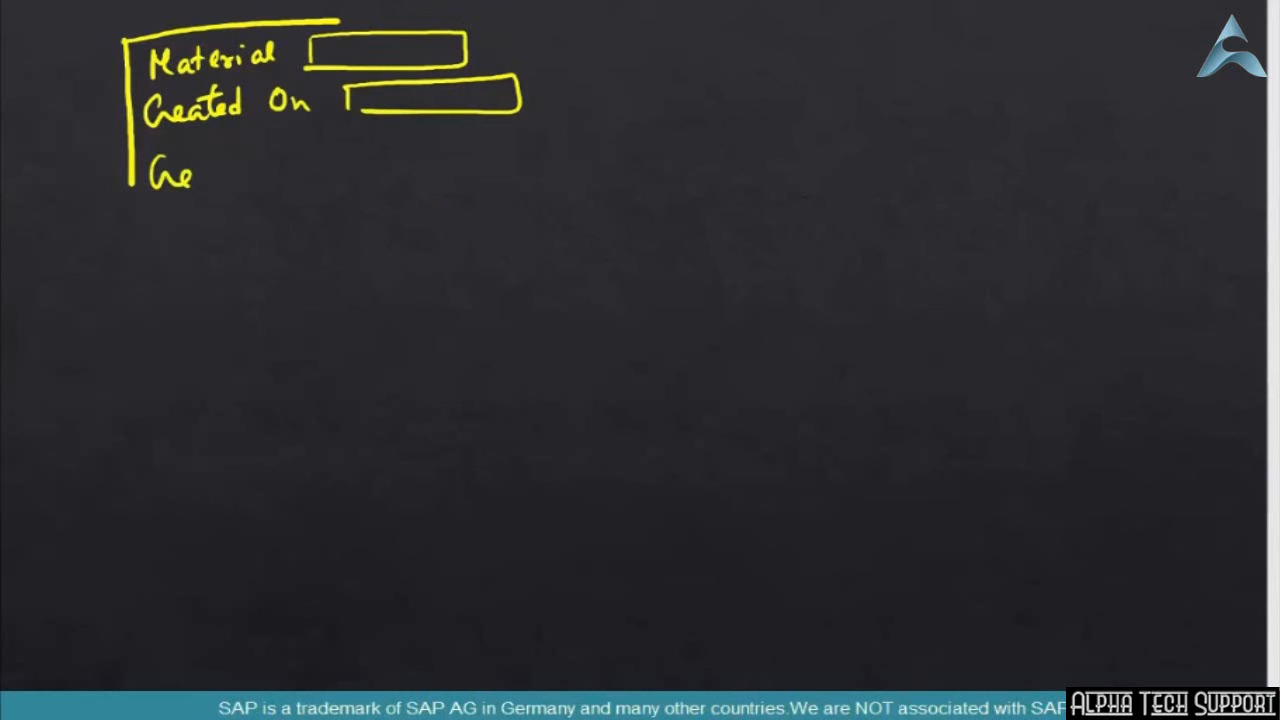 Material
Created On
Cre
SAP is a trademark of SAP AG in Germany and many other countries.We are NOT associated with SAP
ALPHA TECH SUPPORT